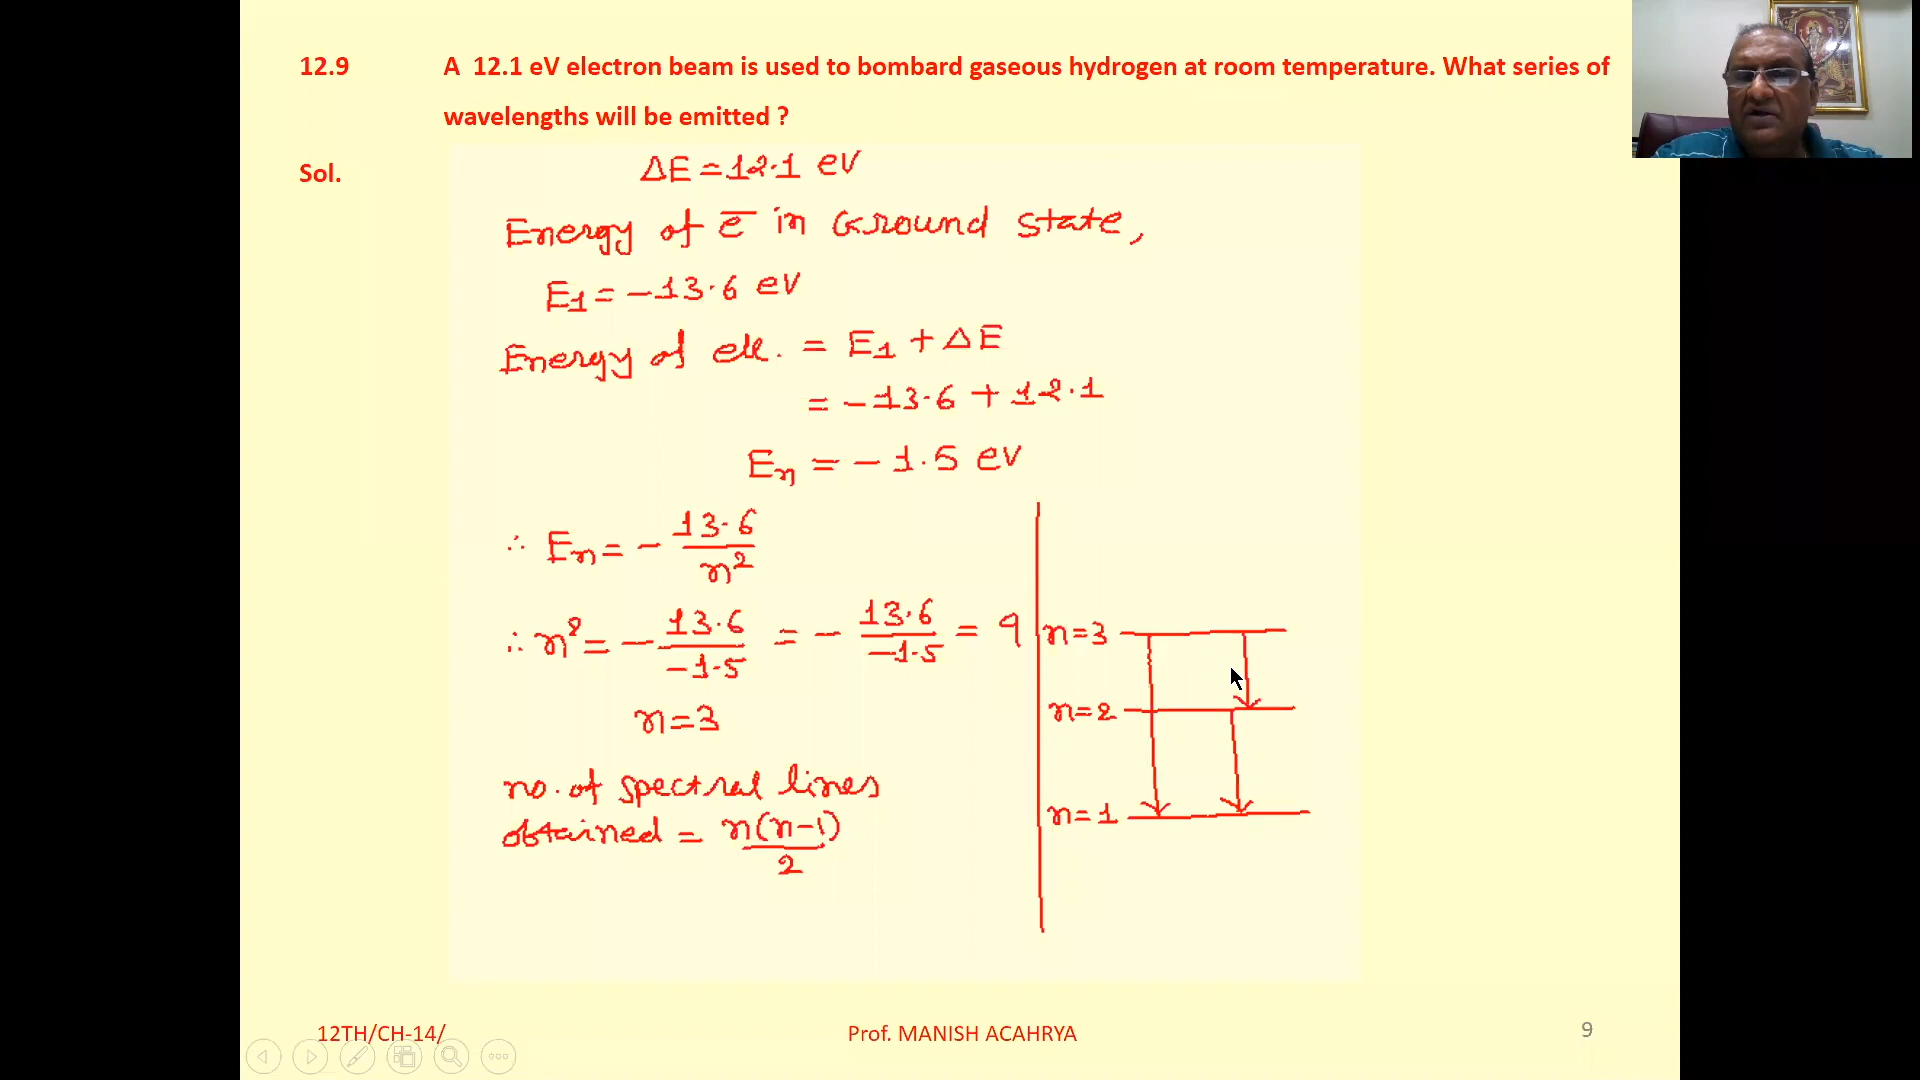 12.9 A 12.1 eV electron beam is used to bombard gaseous hydrogen at room temperature. What series of
wavelengths will be emitted ?
Sol.
ΔE = 12.1 eV
Energy of e̅ in Ground state,
E₁ = -13.6 eV
Energy of ele. = E₁ + ΔE
= -13.6 + 12.1
Eₙ = -1.5 eV
∴ Eₙ = - 13.6 / n²
∴ n² = - 13.6 / -1.5 = - 13.6 / -1.5 = 9
n=3
no. of spectral lines
obtained = n(n-1) / 2
n=3
n=2
n=1
12TH/CH-14/ Prof. MANISH ACAHRYA 9